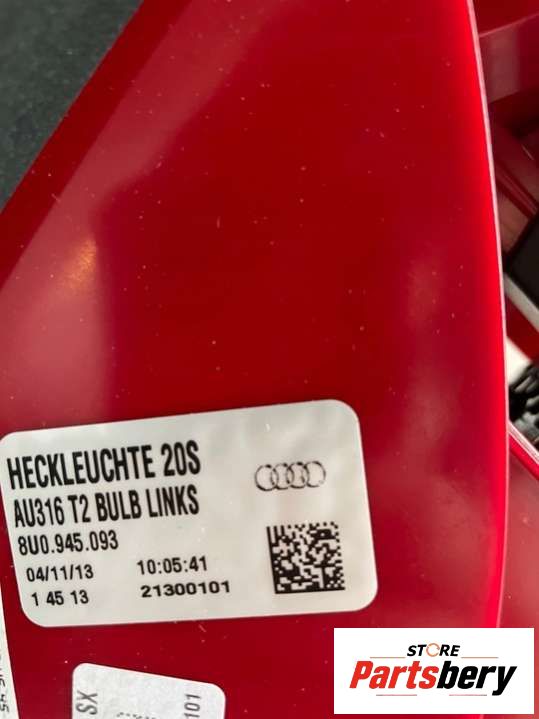 HECKLEUCHTE 20S
AU316 T2 BULB LINKS
8U0.945.093
04/11/13 10:05:41
1 45 13 21300101
SX
101
STORE
Partsbery